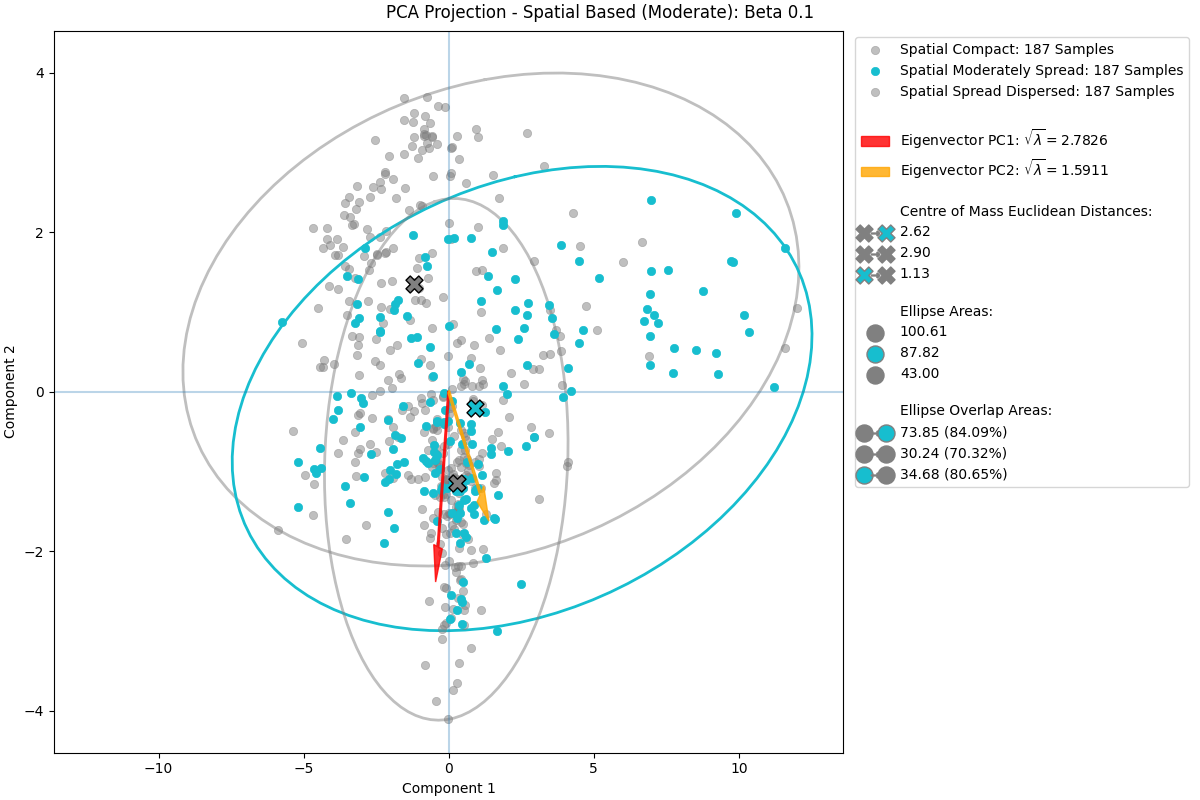 PCA Projection - Spatial Based (Moderate): Beta 0.1
Spatial Compact: 187 Samples
Spatial Moderately Spread: 187 Samples
Spatial Spread Dispersed: 187 Samples
Eigenvector PC1: √λ = 2.7826
Eigenvector PC2: √λ = 1.5911
Centre of Mass Euclidean Distances:
2.62
2.90
1.13
Ellipse Areas:
100.61
87.82
43.00
Ellipse Overlap Areas:
73.85 (84.09%)
30.24 (70.32%)
34.68 (80.65%)
Component 2
4
2
0
−2
−4
−10
−5
0
5
10
Component 1